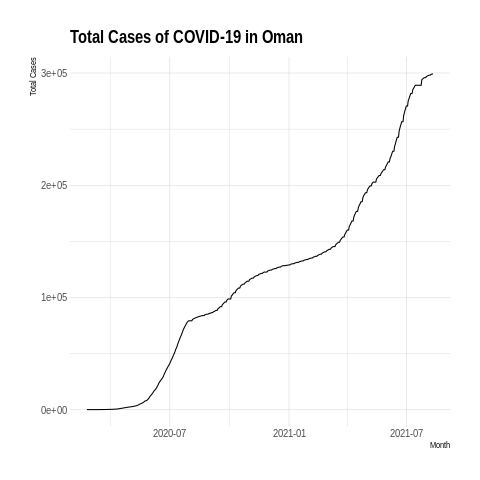 Total Cases of COVID-19 in Oman
Total Cases
3e+05
2e+05
1e+05
0e+00
2020-07 2021-01 2021-07
Month